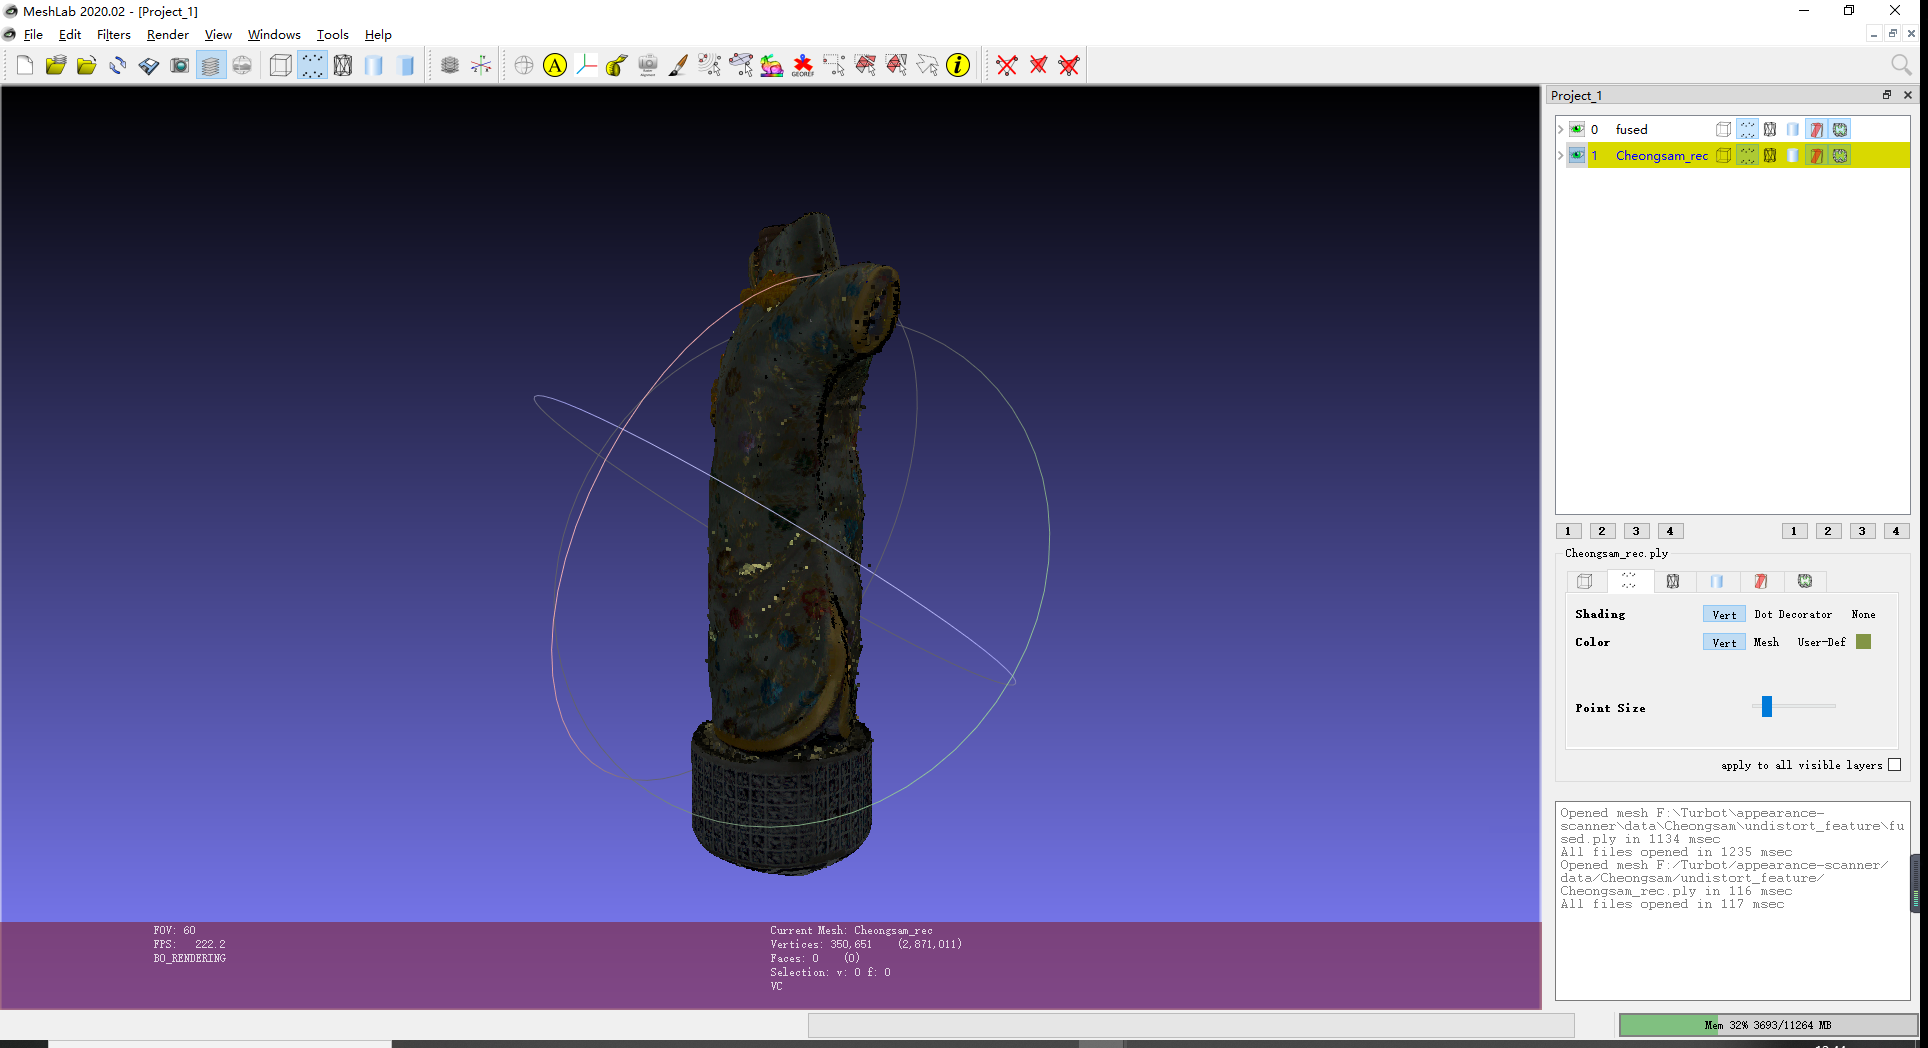 MeshLab 2020.02 - [Project_1]
File Edit Filters Render View Windows Tools Help
A
GEOREF
i
Project_1
0 fused
1 Cheongsam_rec
1 2 3 4 1 2 3 4
Cheongsam_rec.ply
Shading Vert Dot Decorator None
Color Vert Mesh User-Def
Point Size
apply to all visible layers
Opened mesh F:\Turbot\appearance-
scanner\data\Cheongsam\undistort_feature\fu
sed.ply in 1134 msec
All files opened in 1235 msec
Opened mesh F:/Turbot/appearance-scanner/
data/Cheongsam/undistort_feature/
Cheongsam_rec.ply in 116 msec
All files opened in 117 msec
FOV: 60
FPS: 222.2
BO_RENDERING
Current Mesh: Cheongsam_rec
Vertices: 350,651 (2,871,011)
Faces: 0 (0)
Selection: v: 0 f: 0
VC
Mem 32% 3693/11264 MB